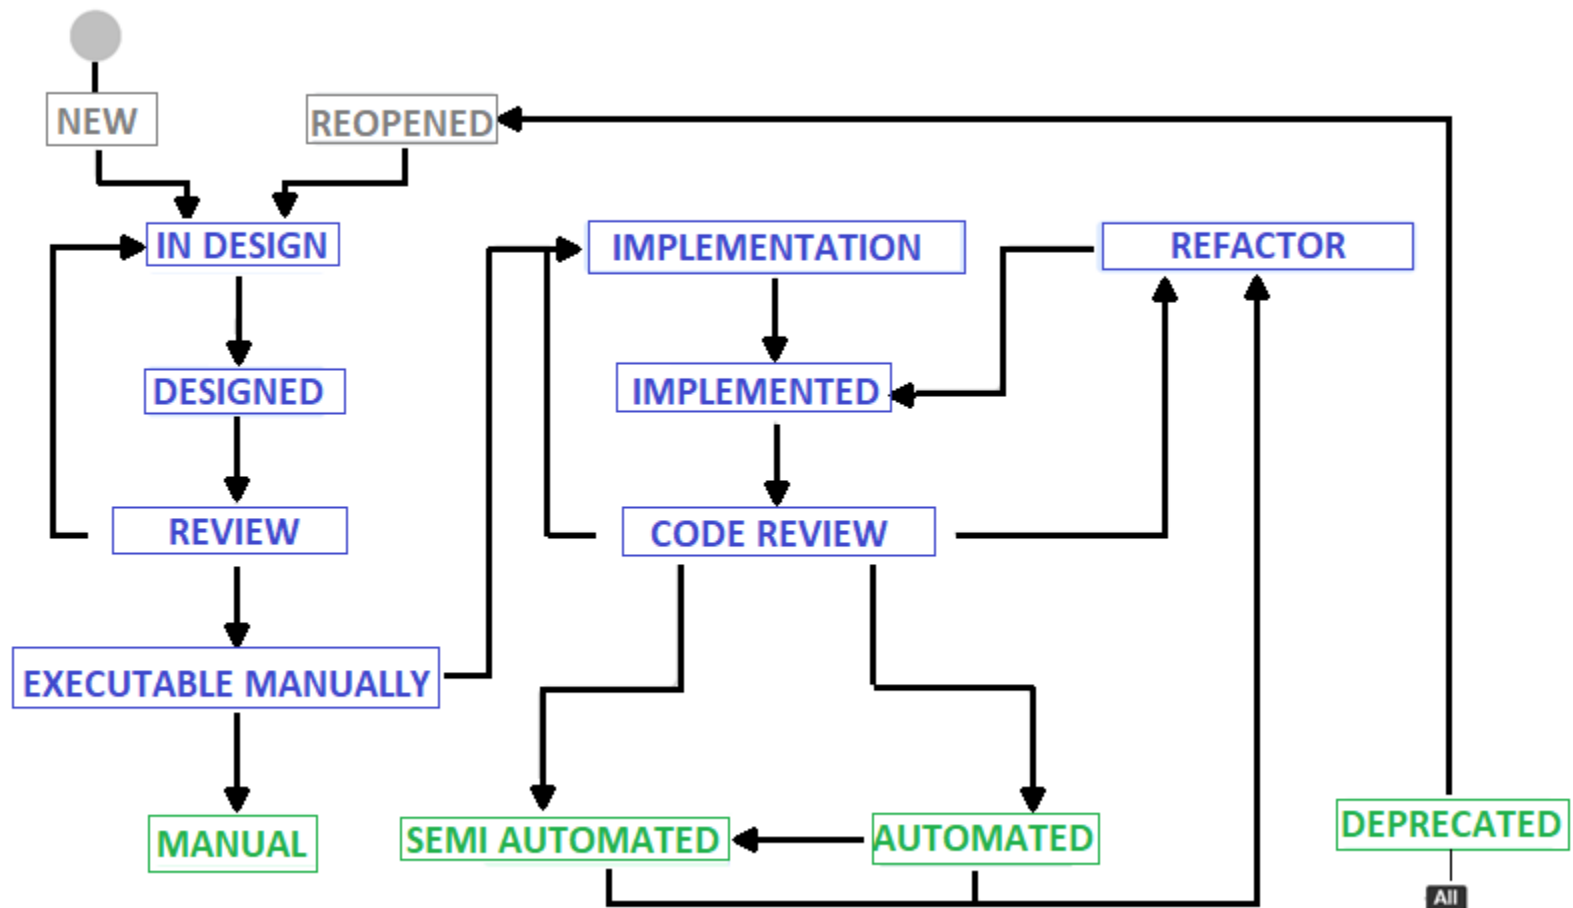 NEW
REOPENED
IN DESIGN
IMPLEMENTATION
REFACTOR
DESIGNED
IMPLEMENTED
REVIEW
CODE REVIEW
EXECUTABLE MANUALLY
MANUAL
SEMI AUTOMATED
AUTOMATED
DEPRECATED
All